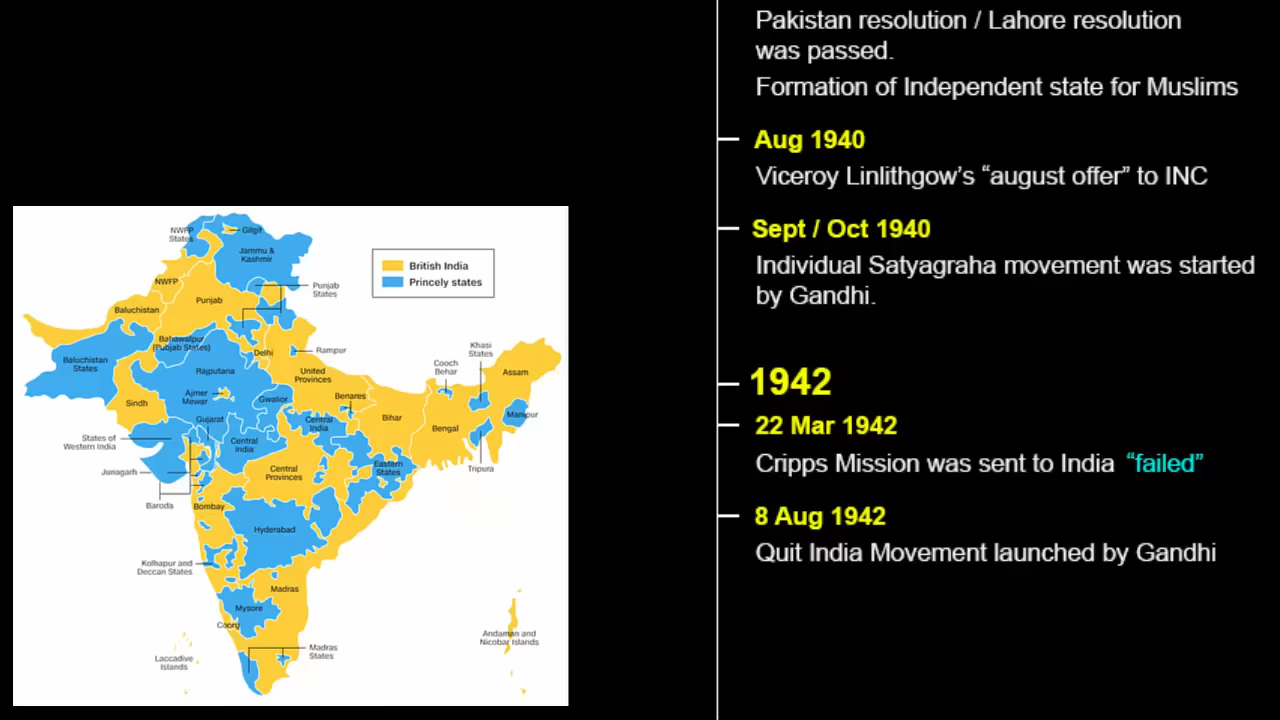 Pakistan resolution / Lahore resolution
was passed.
Formation of Independent state for Muslims
Aug 1940
Viceroy Linlithgow's “august offer” to INC
Sept / Oct 1940
Individual Satyagraha movement was started
by Gandhi.
1942
22 Mar 1942
Cripps Mission was sent to India “failed”
8 Aug 1942
Quit India Movement launched by Gandhi
British India
Princely states
NWFP
States
Gilgit
Jammu &
Kashmir
NWFP
Punjab
Punjab
States
Baluchistan
Bahawalpur
(Punjab States)
Delhi
Rampur
Baluchistan
States
Rajputana
United
Provinces
Khasi
States
Cooch
Behar
Assam
Ajmer
Mewar
Sindh
Gwalior
Benares
Bihar
Manipur
Gujarat
Central
India
Bengal
States of
Western India
Central
India
Junagarh
Central
Provinces
Eastern
States
Tripura
Baroda
Bombay
Hyderabad
Kolhapur and
Deccan States
Madras
Mysore
Coorg
Madras
States
Laccadive
Islands
Andaman and
Nicobar Islands